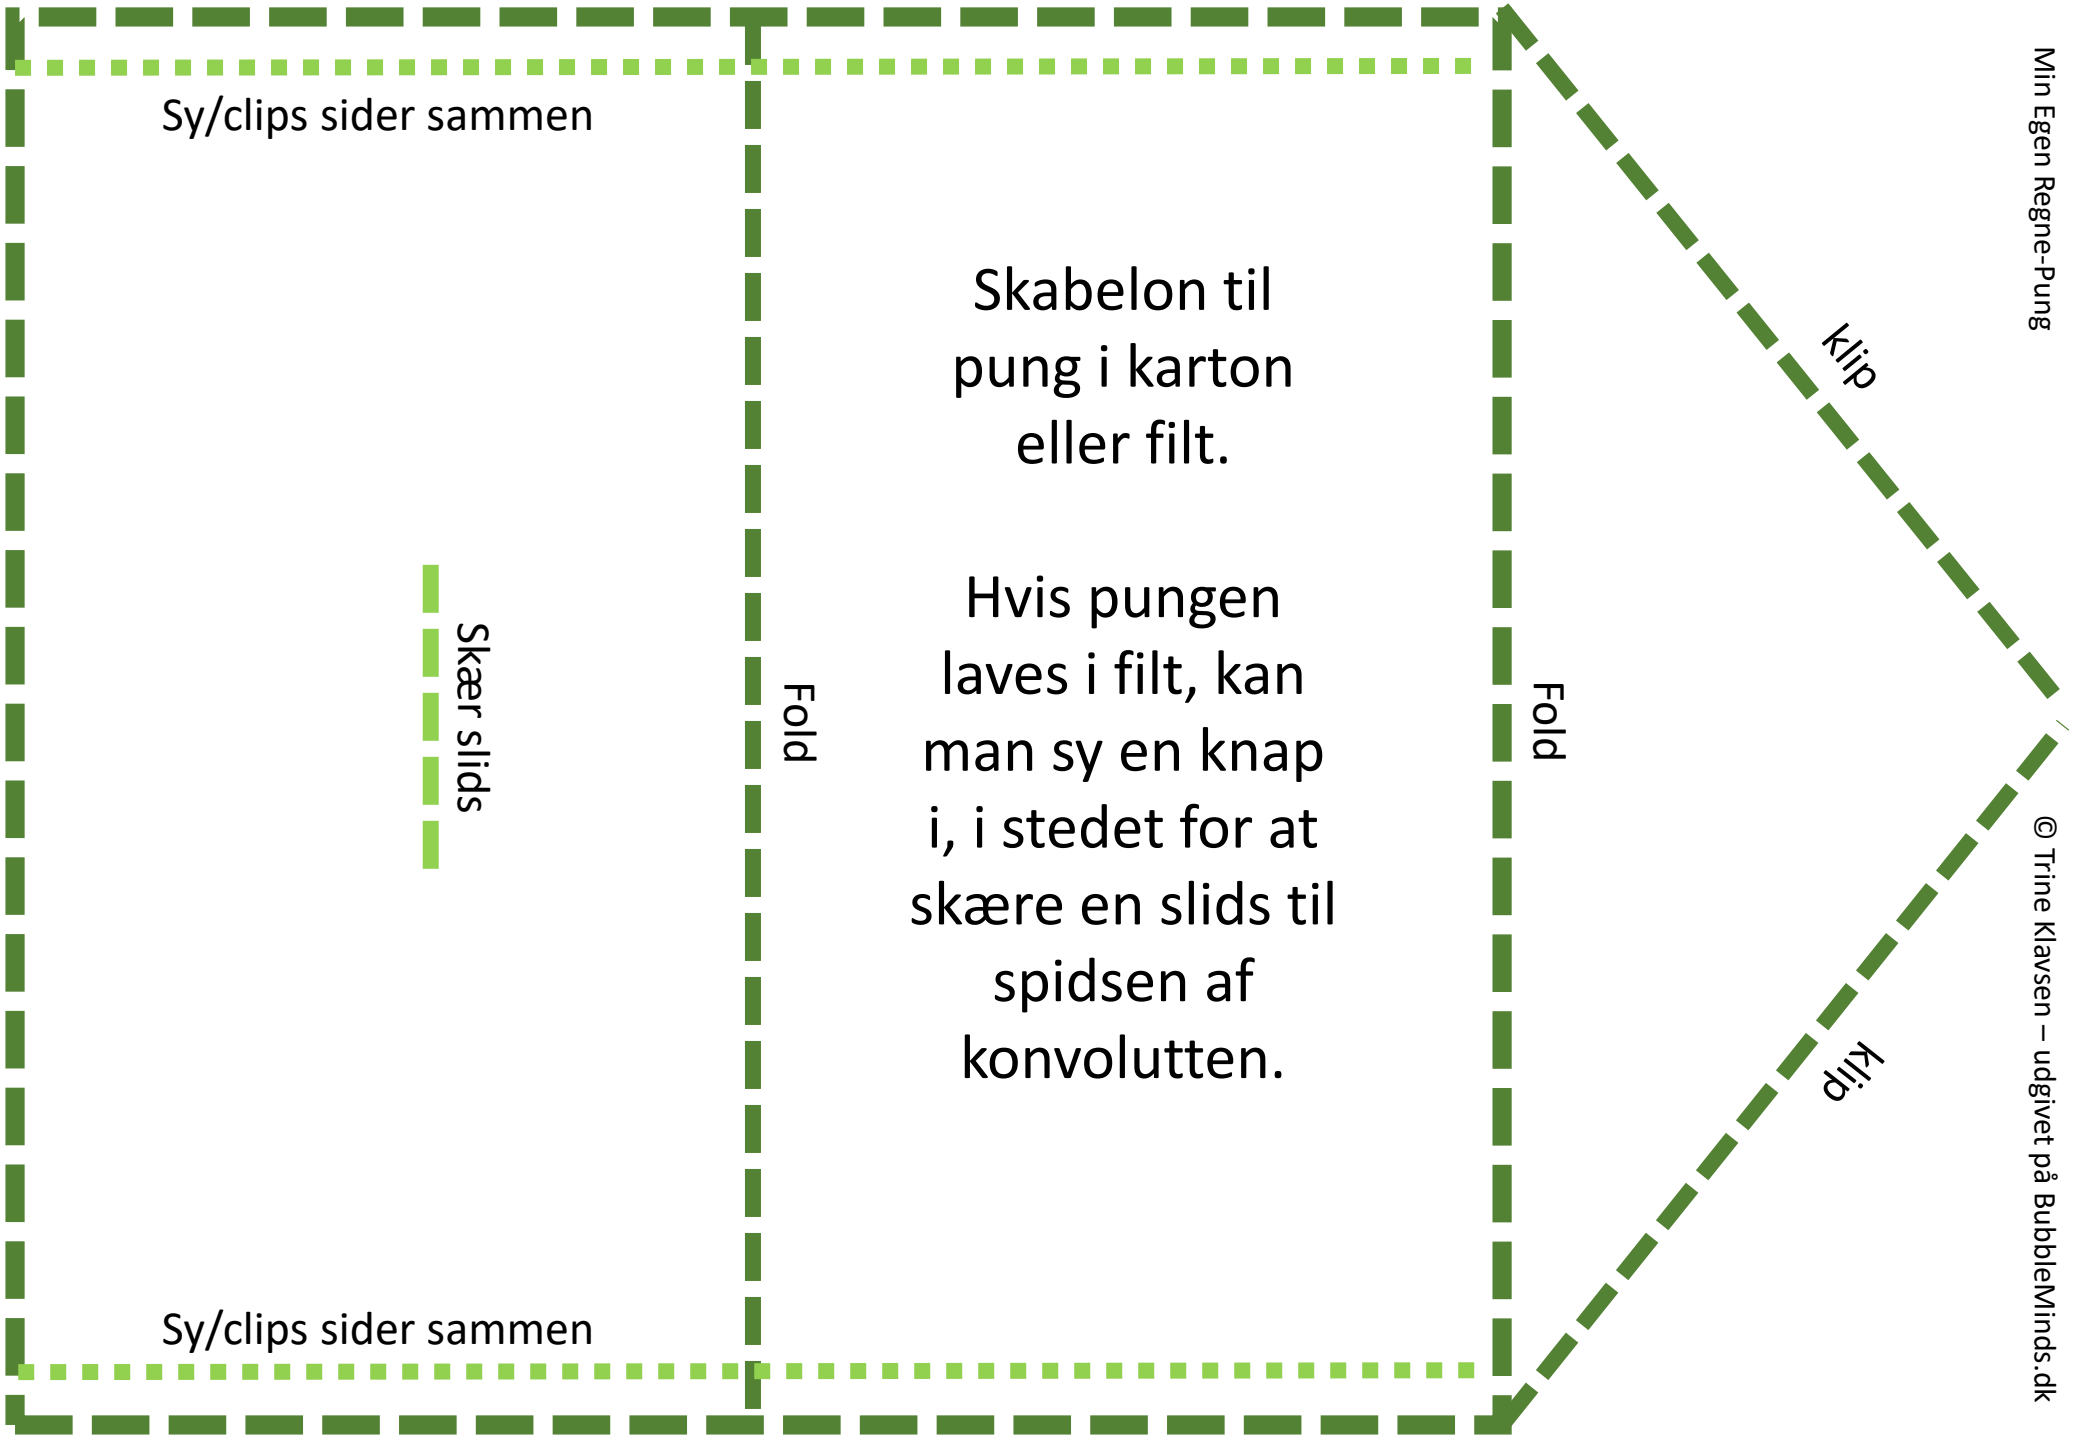 Sy/clips sider sammen
Skær slids
Sy/clips sider sammen
Fold
Skabelon til
pung i karton
eller filt.
Hvis pungen
laves i filt, kan
man sy en knap
i, i stedet for at
skære en slids til
spidsen af
konvolutten.
Fold
klip
klip
Min Egen Regne-Pung
© Trine Klavsen – udgivet på BubbleMinds.dk